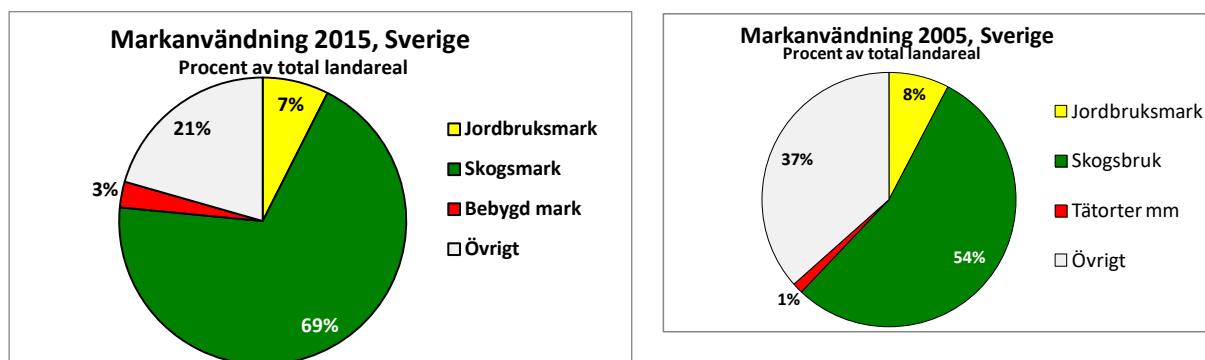 Markanvändning 2015, Sverige
Procent av total landareal
7%
21%
3%
69%
Jordbruksmark
Skogsmark
Bebygd mark
Övrigt
Markanvändning 2005, Sverige
Procent av total landareal
8%
37%
54%
1%
Jordbruksmark
Skogsbruk
Tätorter mm
Övrigt